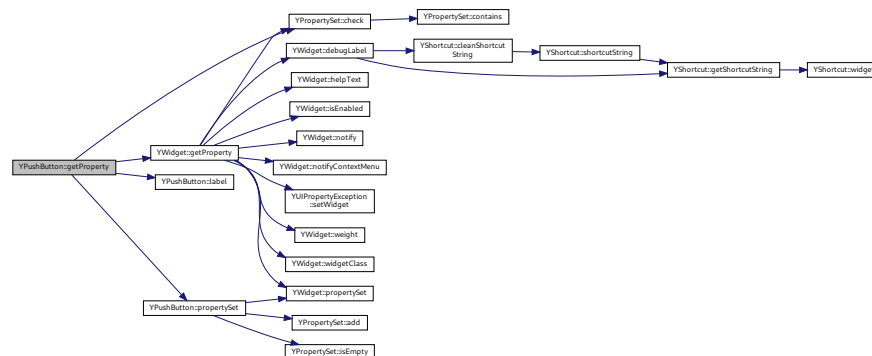 YPropertySet::check
YPropertySet::contains
YWidget::debugLabel
YShortcut::cleanShortcut
String
YShortcut::shortcutString
YShortcut::getShortcutString
YShortcut::widget
YWidget::helpText
YWidget::isEnabled
YWidget::notify
YWidget::getProperty
YPushButton::getProperty
YWidget::notifyContextMenu
YPushButton::label
YUIPropertyException
::setWidget
YWidget::weight
YWidget::widgetClass
YWidget::propertySet
YPushButton::propertySet
YPropertySet::add
YPropertySet::isEmpty